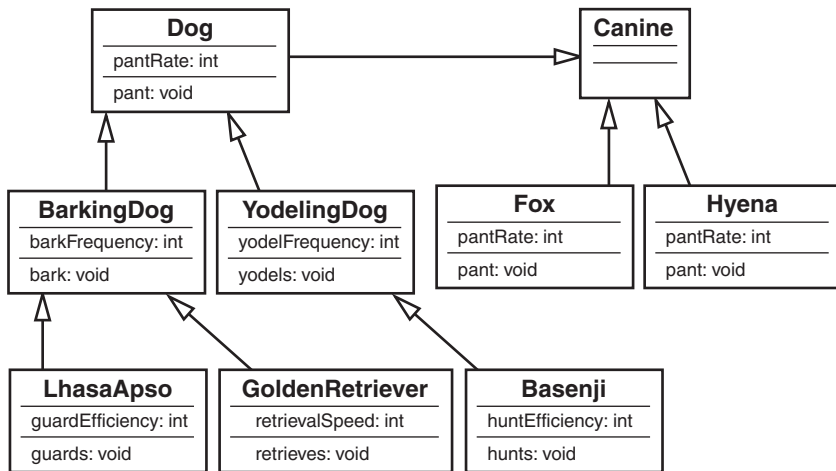 Dog
pantRate: int
pant: void
Canine
BarkingDog
barkFrequency: int
bark: void
YodelingDog
yodelFrequency: int
yodels: void
Fox
pantRate: int
pant: void
Hyena
pantRate: int
pant: void
LhasaApso
guardEfficiency: int
guards: void
GoldenRetriever
retrievalSpeed: int
retrieves: void
Basenji
huntEfficiency: int
hunts: void